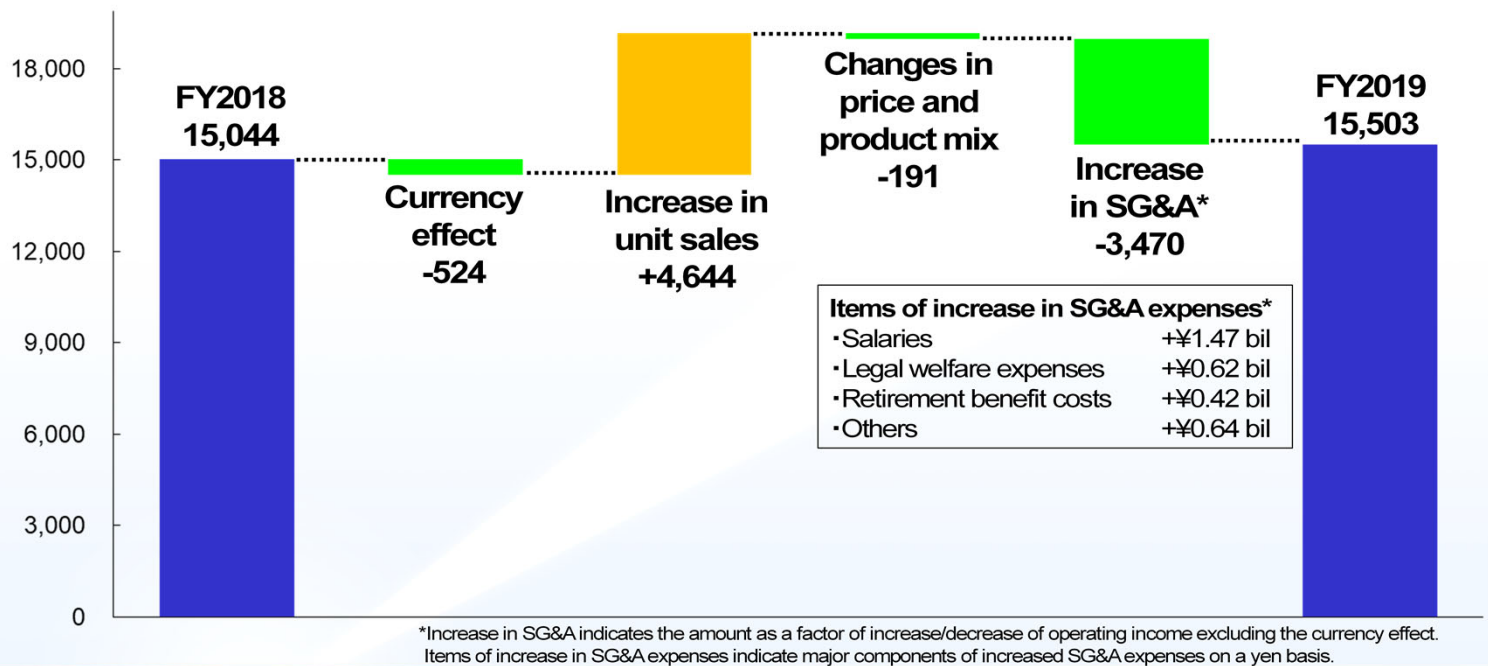 18,000
15,000
12,000
9,000
6,000
3,000
0
FY2018
15,044
Currency
effect
-524
Increase in
unit sales
+4,644
Changes in
price and
product mix
-191
Increase
in SG&A*
-3,470
FY2019
15,503
Items of increase in SG&A expenses*
・Salaries +¥1.47 bil
・Legal welfare expenses +¥0.62 bil
・Retirement benefit costs +¥0.42 bil
・Others +¥0.64 bil
*Increase in SG&A indicates the amount as a factor of increase/decrease of operating income excluding the currency effect.
Items of increase in SG&A expenses indicate major components of increased SG&A expenses on a yen basis.